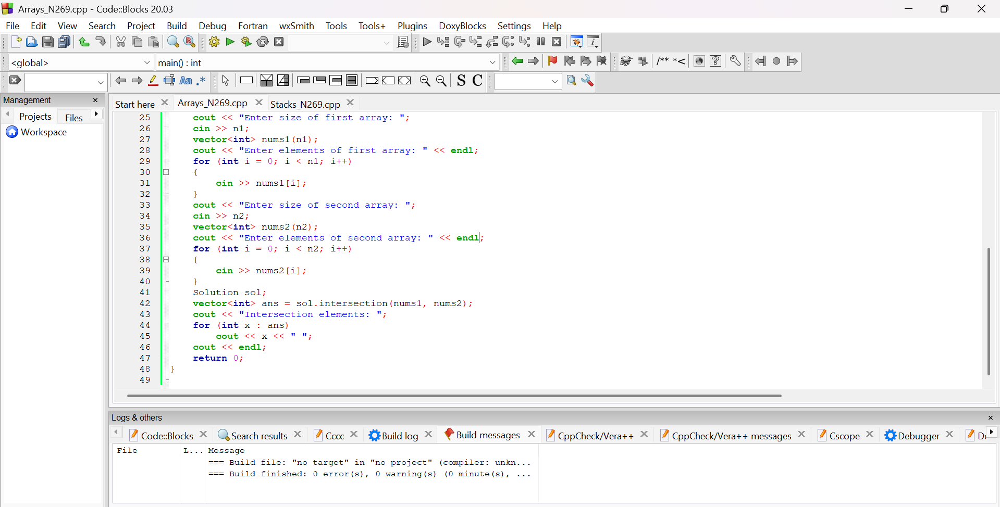 Arrays_N269.cpp - Code::Blocks 20.03
File Edit View Search Project Build Debug Fortran wxSmith Tools Tools+ Plugins DoxyBlocks Settings Help
<global> main() : int /** *<
Aa .* S C
Management
Projects Files
Workspace
Start here Arrays_N269.cpp Stacks_N269.cpp
25 cout << "Enter size of first array: ";
26 cin >> n1;
27 vector<int> nums1(n1);
28 cout << "Enter elements of first array: " << endl;
29 for (int i = 0; i < n1; i++)
30 {
31 cin >> nums1[i];
32 }
33 cout << "Enter size of second array: ";
34 cin >> n2;
35 vector<int> nums2(n2);
36 cout << "Enter elements of second array: " << endl;
37 for (int i = 0; i < n2; i++)
38 {
39 cin >> nums2[i];
40 }
41 Solution sol;
42 vector<int> ans = sol.intersection(nums1, nums2);
43 cout << "Intersection elements: ";
44 for (int x : ans)
45 cout << x << " ";
46 cout << endl;
47 return 0;
48 }
49
Logs & others
Code::Blocks Search results Cccc Build log Build messages CppCheck/Vera++ CppCheck/Vera++ messages Cscope Debugger
File L... Message
=== Build file: "no target" in "no project" (compiler: unkn...
=== Build finished: 0 error(s), 0 warning(s) (0 minute(s), ...